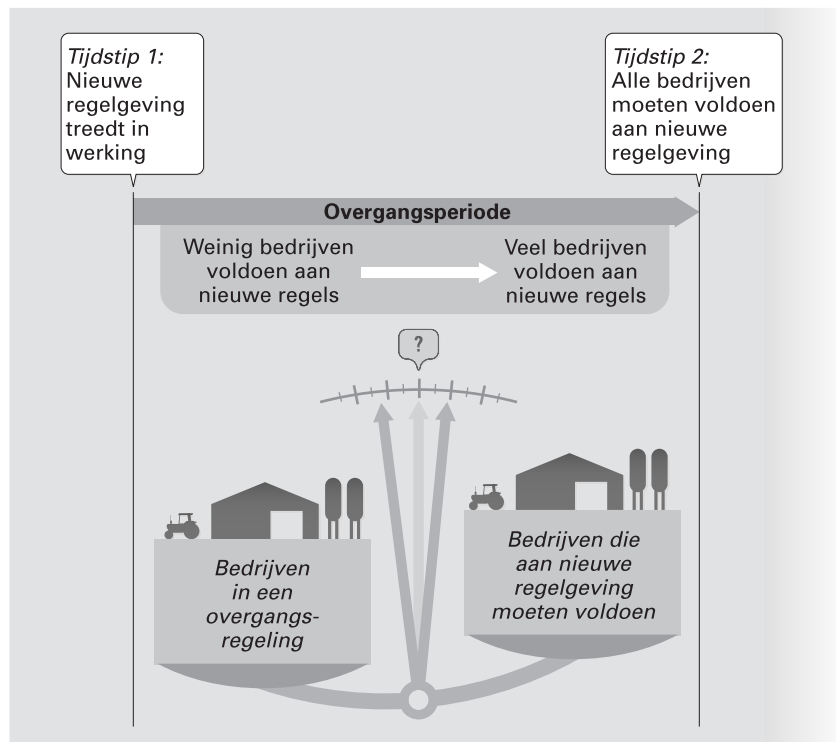 Tijdstip 1:
Nieuwe
regelgeving
treedt in
werking
Tijdstip 2:
Alle bedrijven
moeten voldoen
aan nieuwe
regelgeving
Overgangsperiode
Weinig bedrijven
voldoen aan
nieuwe regels
Veel bedrijven
voldoen aan
nieuwe regels
?
Bedrijven
in een
overgangs-
regeling
Bedrijven die
aan nieuwe
regelgeving
moeten voldoen